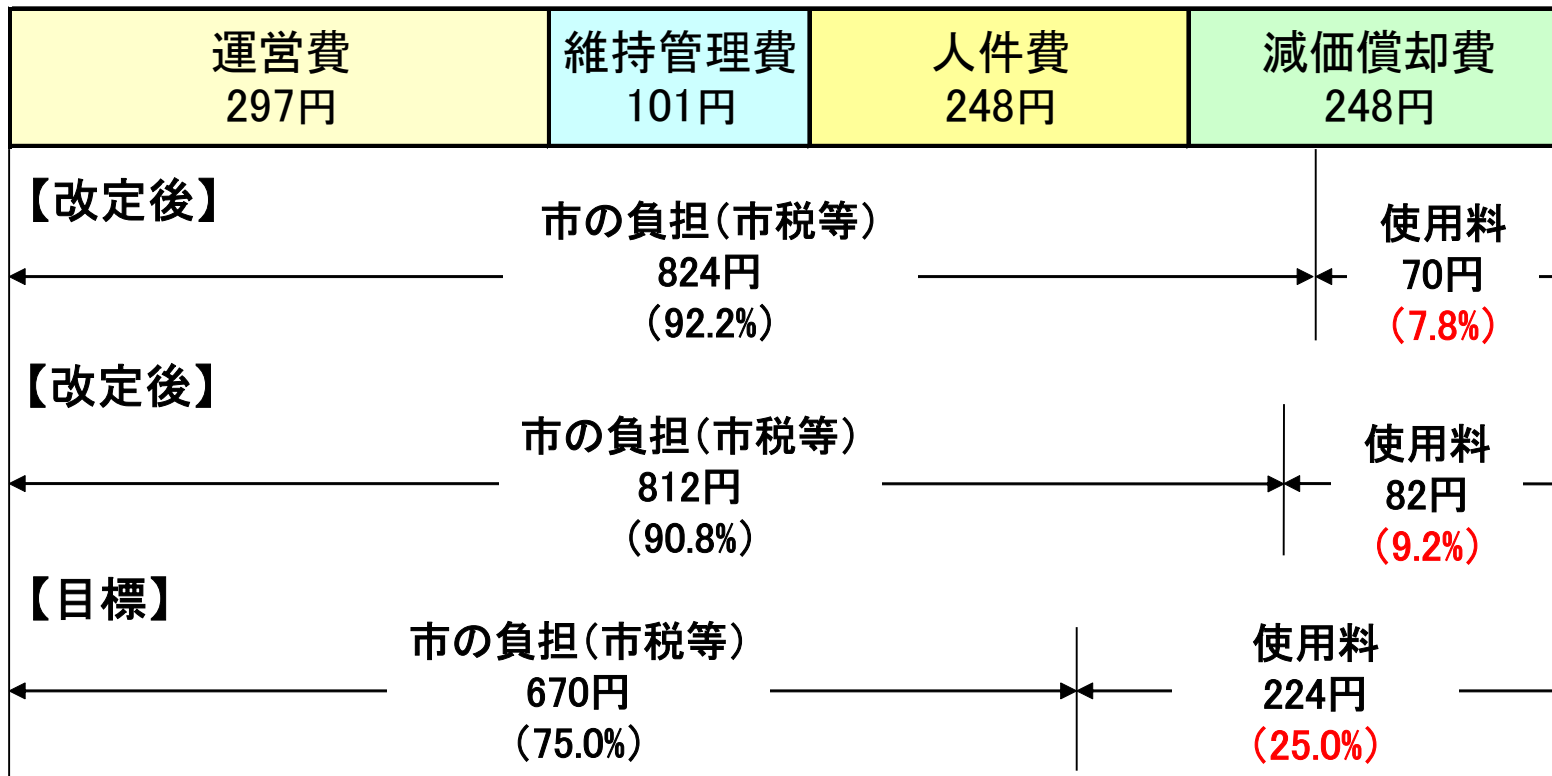 運営費
297円
維持管理費
101円
人件費
248円
減価償却費
248円
【改定後】
市の負担(市税等)
824円
(92.2%)
使用料
70円
(7.8%)
【改定後】
市の負担(市税等)
812円
(90.8%)
使用料
82円
(9.2%)
【目標】
市の負担(市税等)
670円
(75.0%)
使用料
224円
(25.0%)